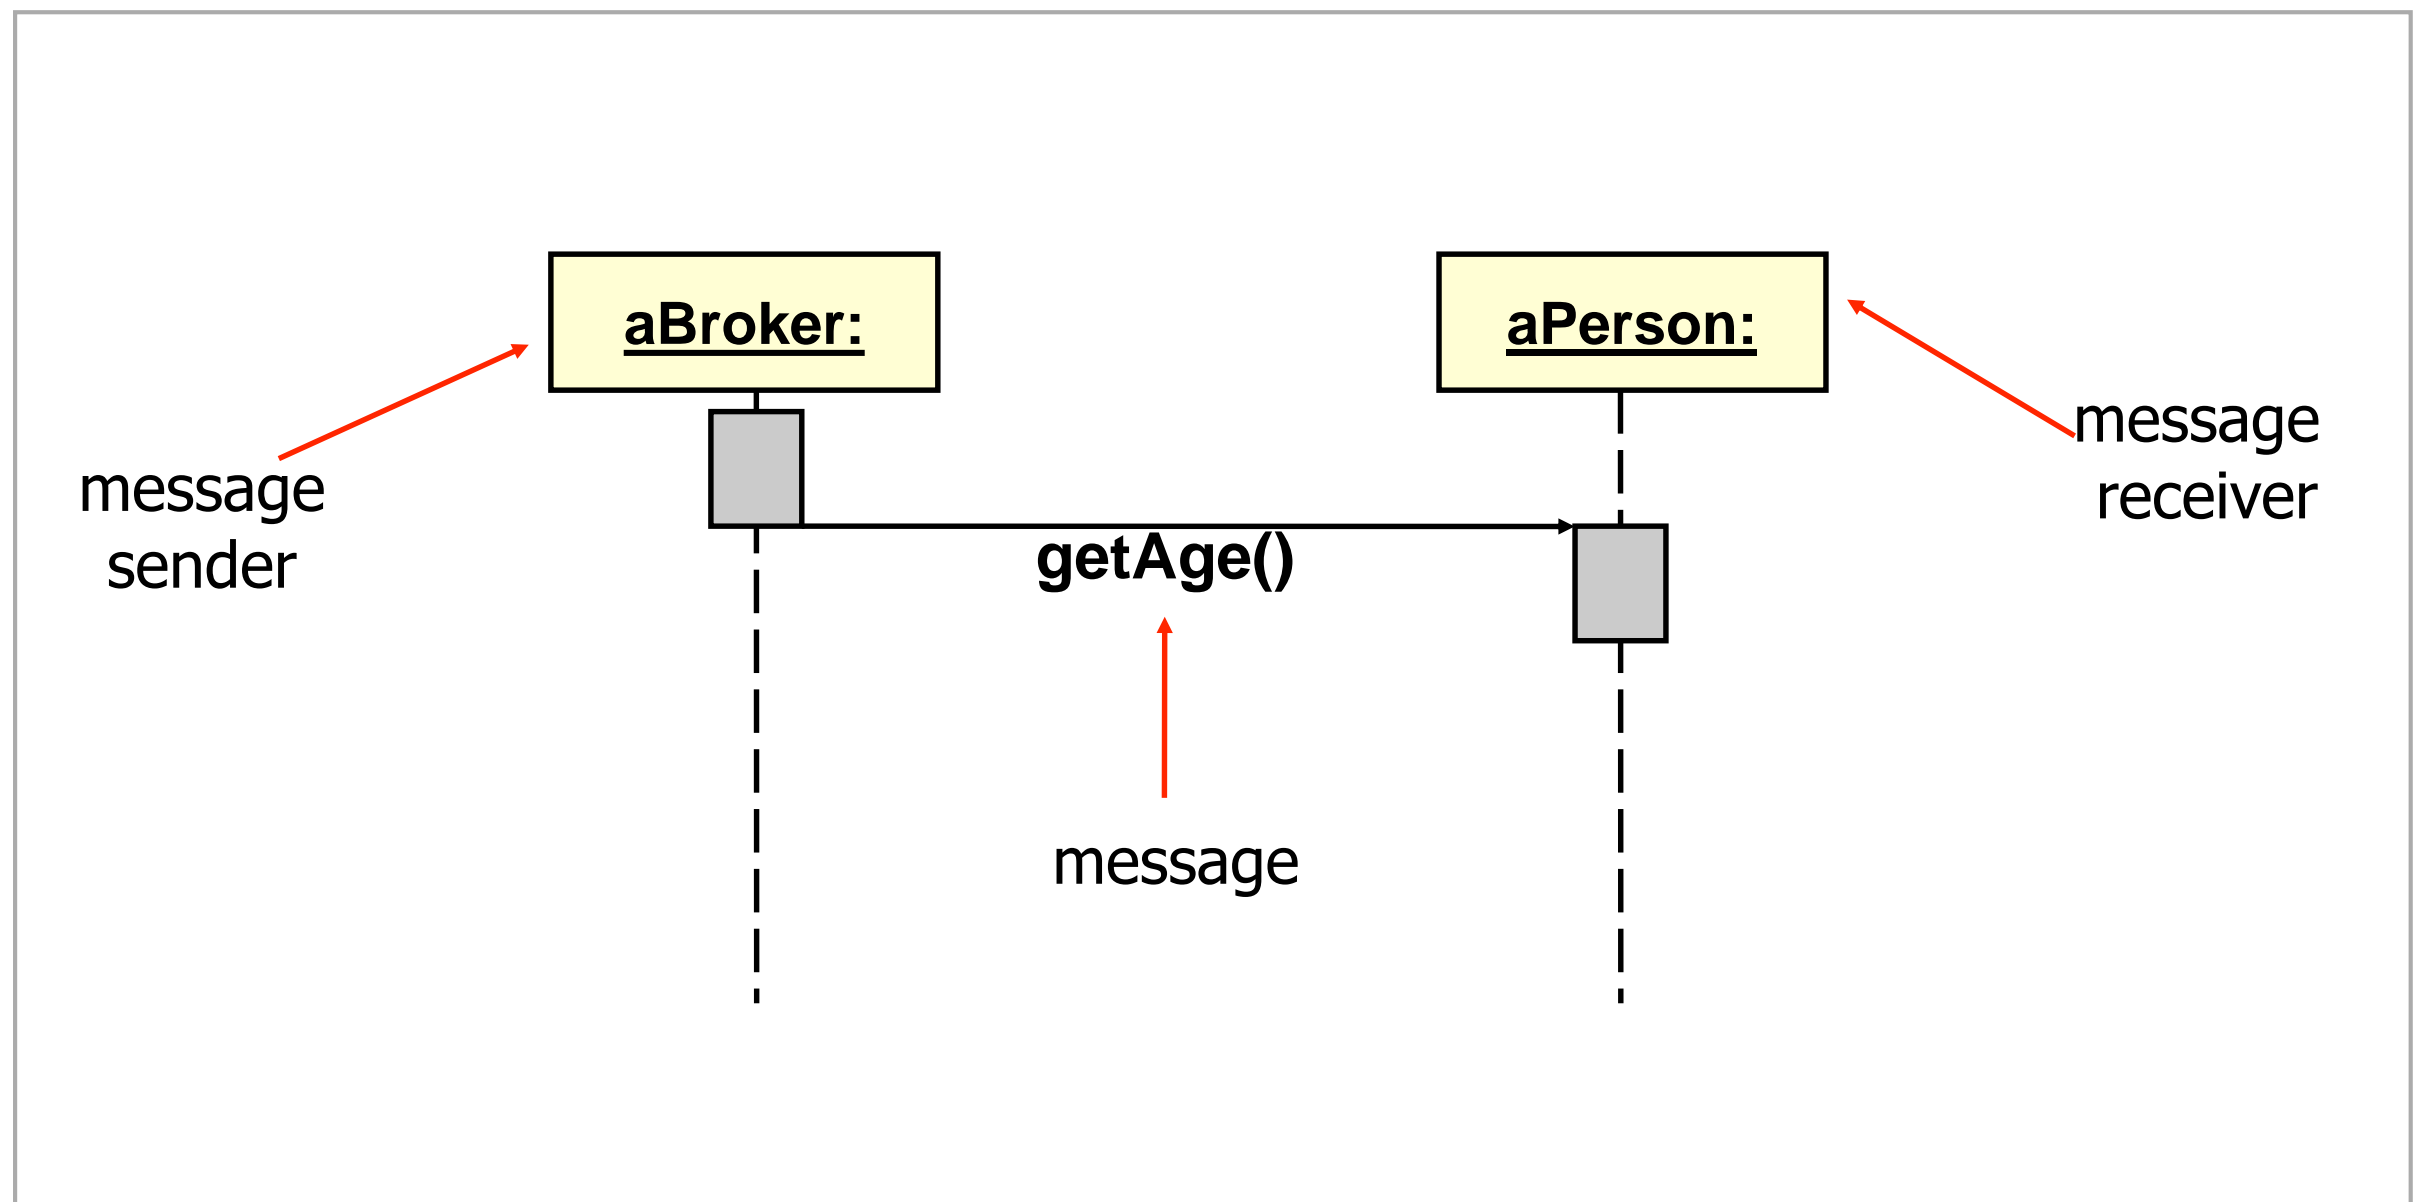 aBroker:
aPerson:
message
sender
message
receiver
getAge()
message